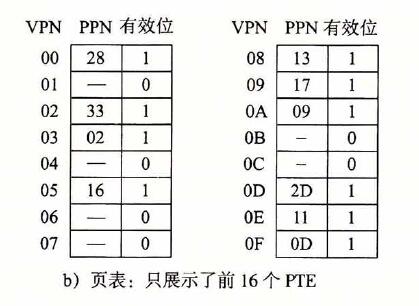 VPN PPN 有效位 VPN PPN 有效位
00 28 1 08 13 1
01 — 0 09 17 1
02 33 1 0A 09 1
03 02 1 0B – 0
04 — 0 0C – 0
05 16 1 0D 2D 1
06 — 0 0E 11 1
07 — 0 0F 0D 1
b）页表：只展示了前 16 个 PTE